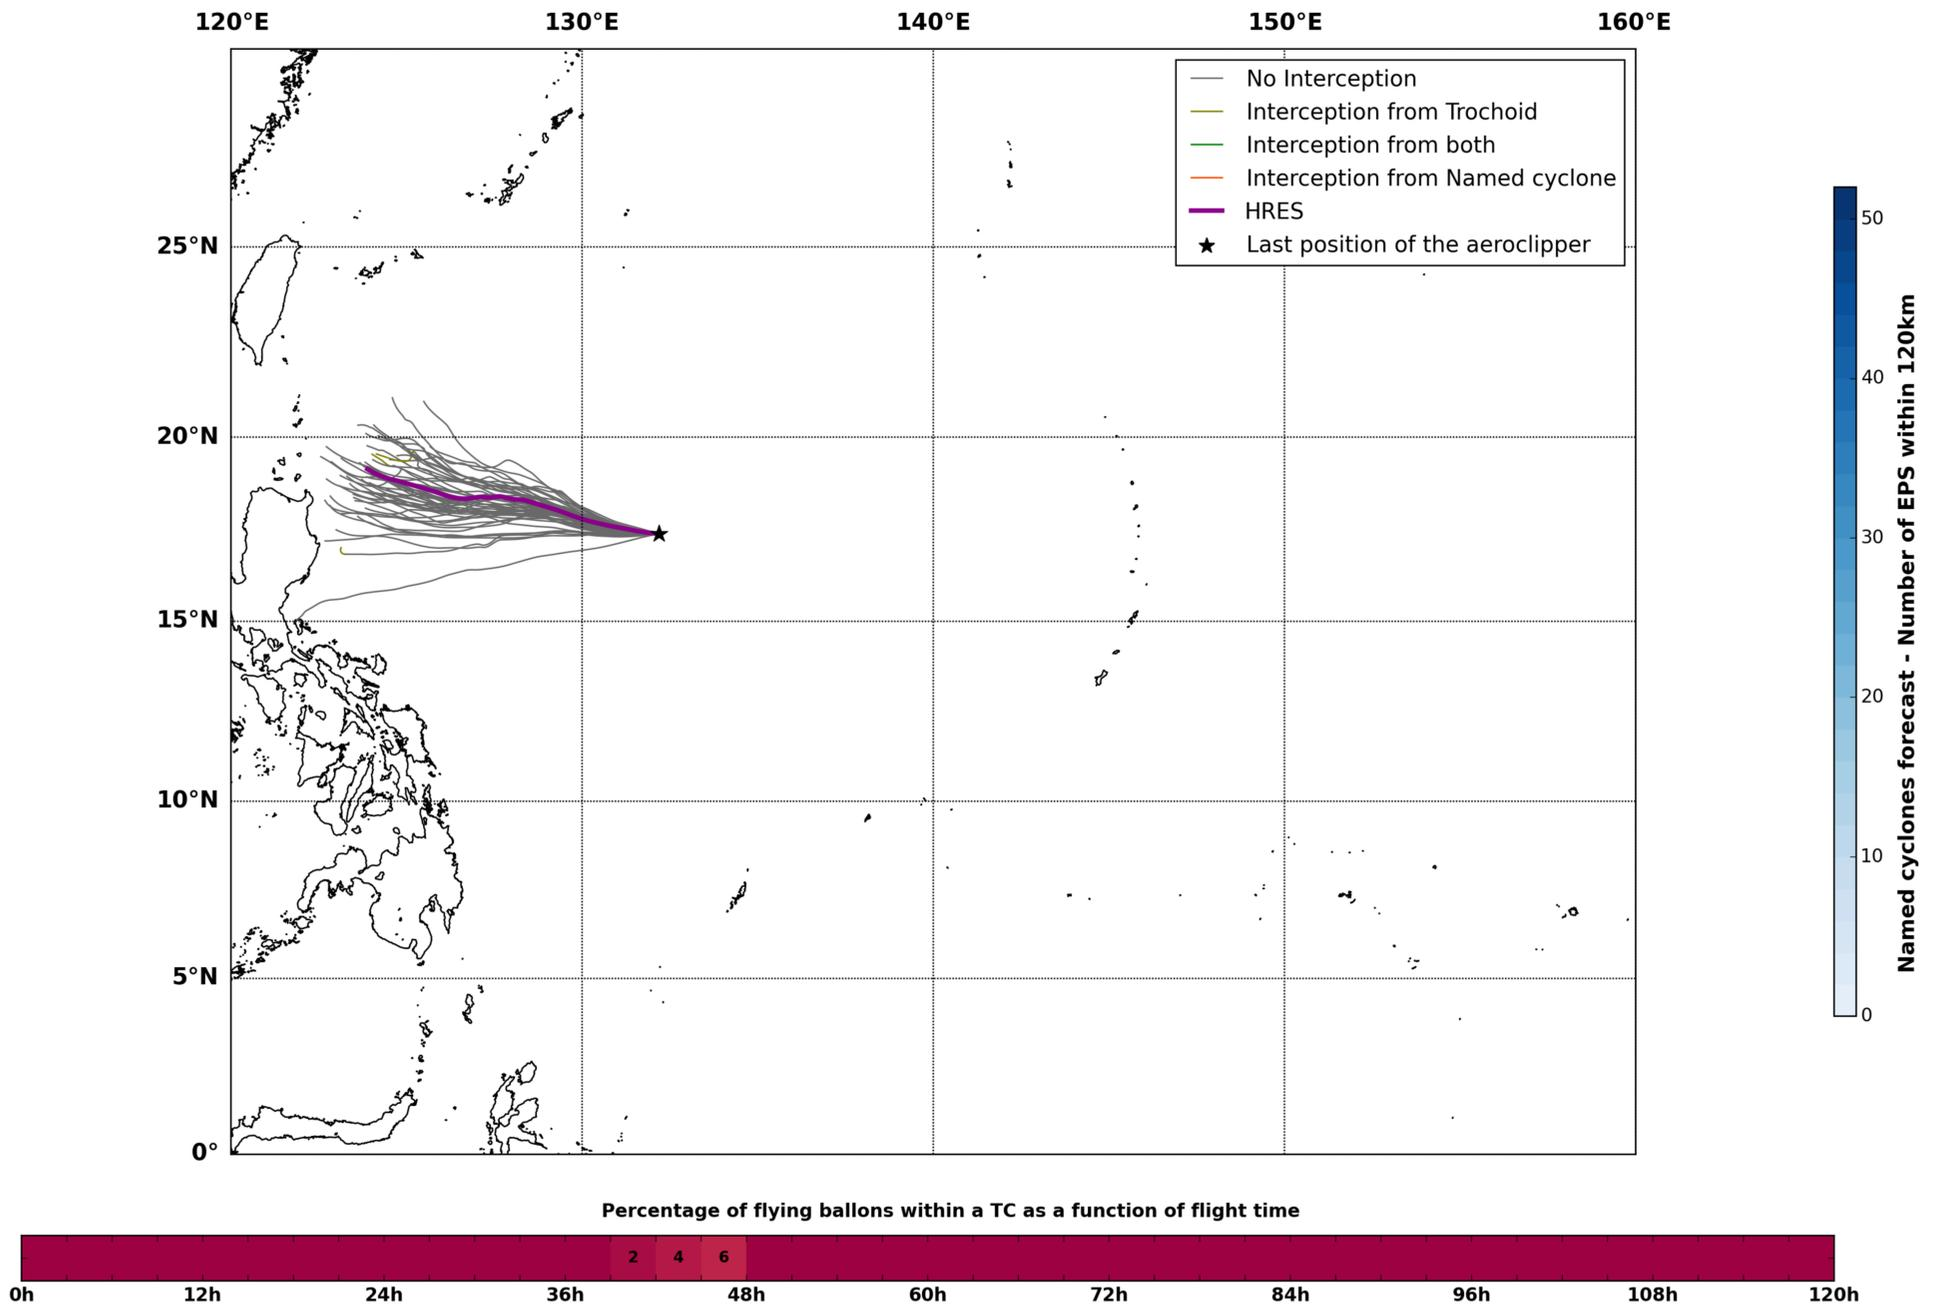 120°E 130°E 140°E 150°E 160°E
No Interception
Interception from Trochoid
Interception from both
Interception from Named cyclone
HRES
Last position of the aeroclipper
25°N
20°N
15°N
10°N
5°N
0°
50
40
30
20
10
0
Named cyclones forecast - Number of EPS within 120km
Percentage of flying ballons within a TC as a function of flight time
2 4 6
0h 12h 24h 36h 48h 60h 72h 84h 96h 108h 120h